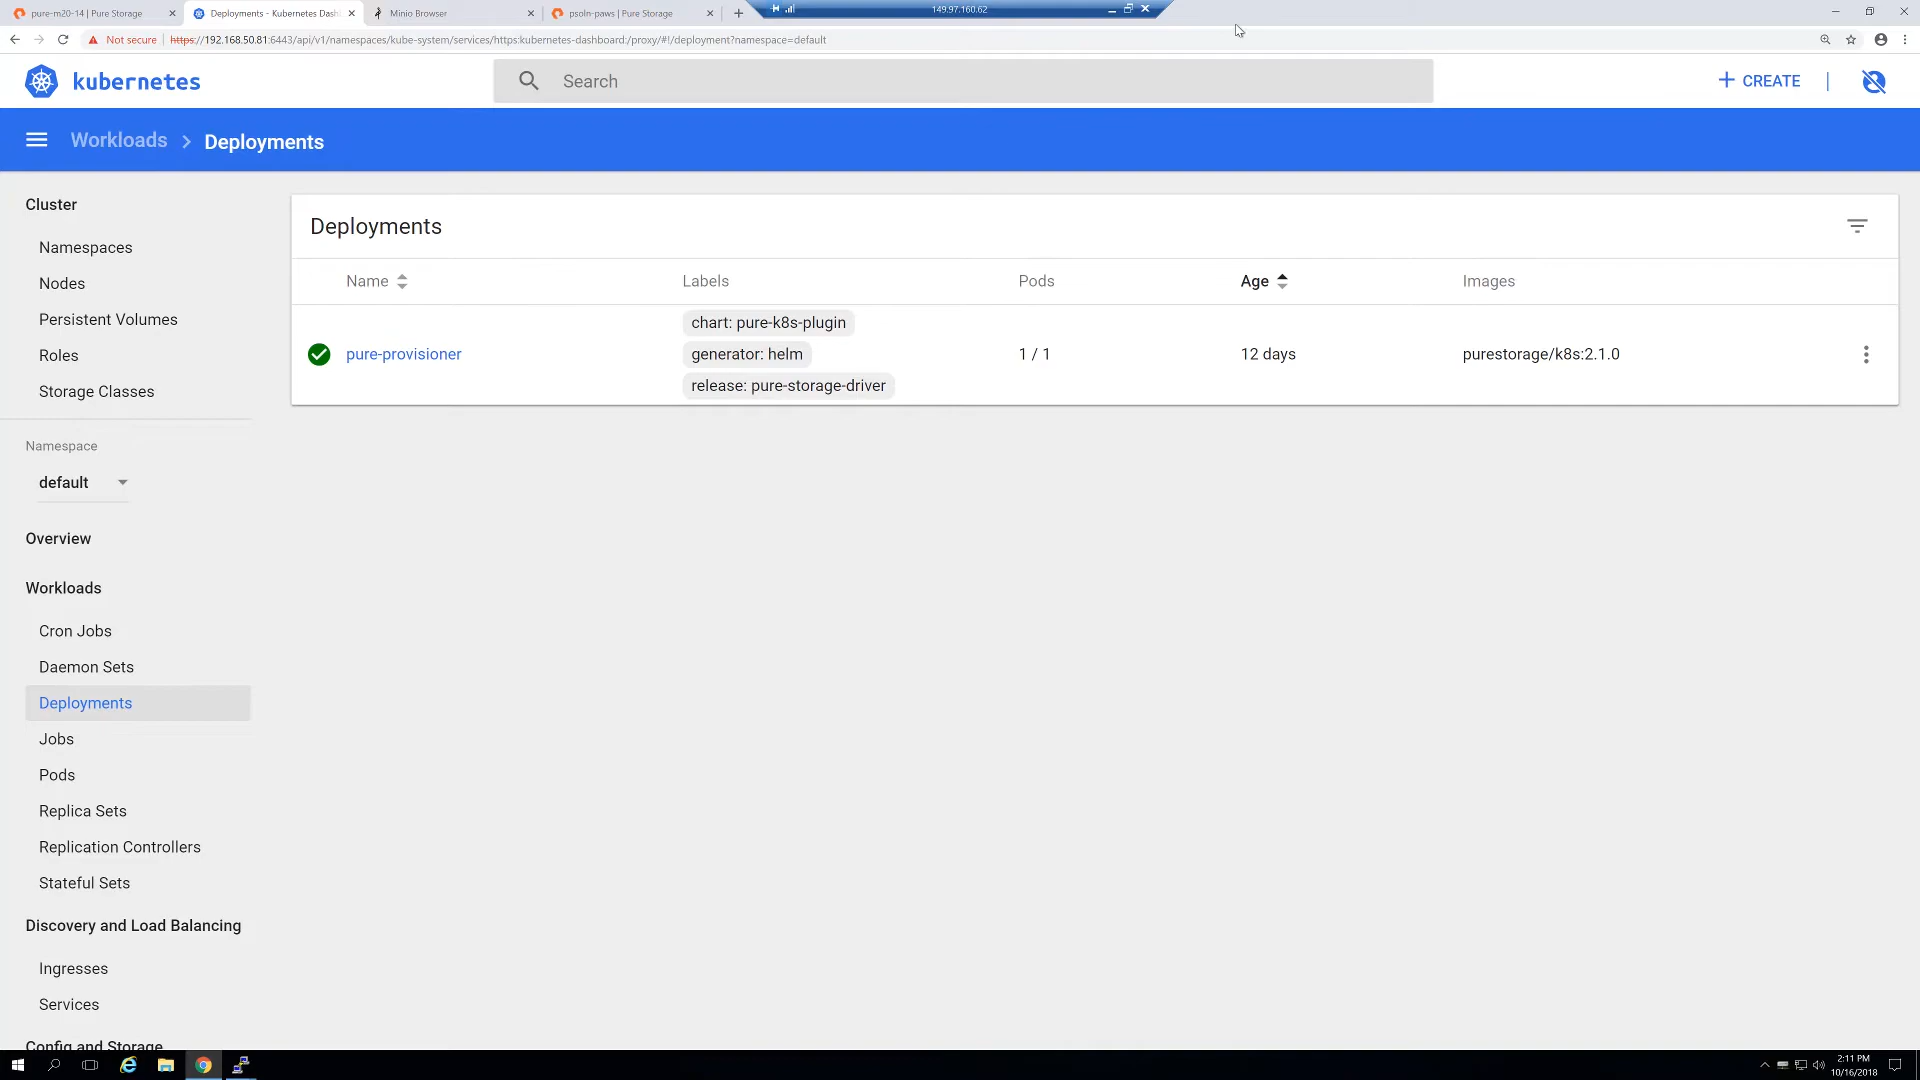 pure-m20-14 | Pure Storage
Deployments - Kubernetes Dash
Minio Browser
psoln-paws | Pure Storage
149.97.160.62
Not secure | https://192.168.50.81:6443/api/v1/namespaces/kube-system/services/https:kubernetes-dashboard:/proxy/#!/deployment?namespace=default
kubernetes
Search
CREATE
Workloads
Deployments
Cluster
Namespaces
Nodes
Persistent Volumes
Roles
Storage Classes
Namespace
default
Overview
Workloads
Cron Jobs
Daemon Sets
Deployments
Jobs
Pods
Replica Sets
Replication Controllers
Stateful Sets
Discovery and Load Balancing
Ingresses
Services
Config and Storage
Deployments
Name Labels Pods Age Images
chart: pure-k8s-plugin
pure-provisioner generator: helm 1 / 1 12 days purestorage/k8s:2.1.0
release: pure-storage-driver
2:11 PM
10/16/2018